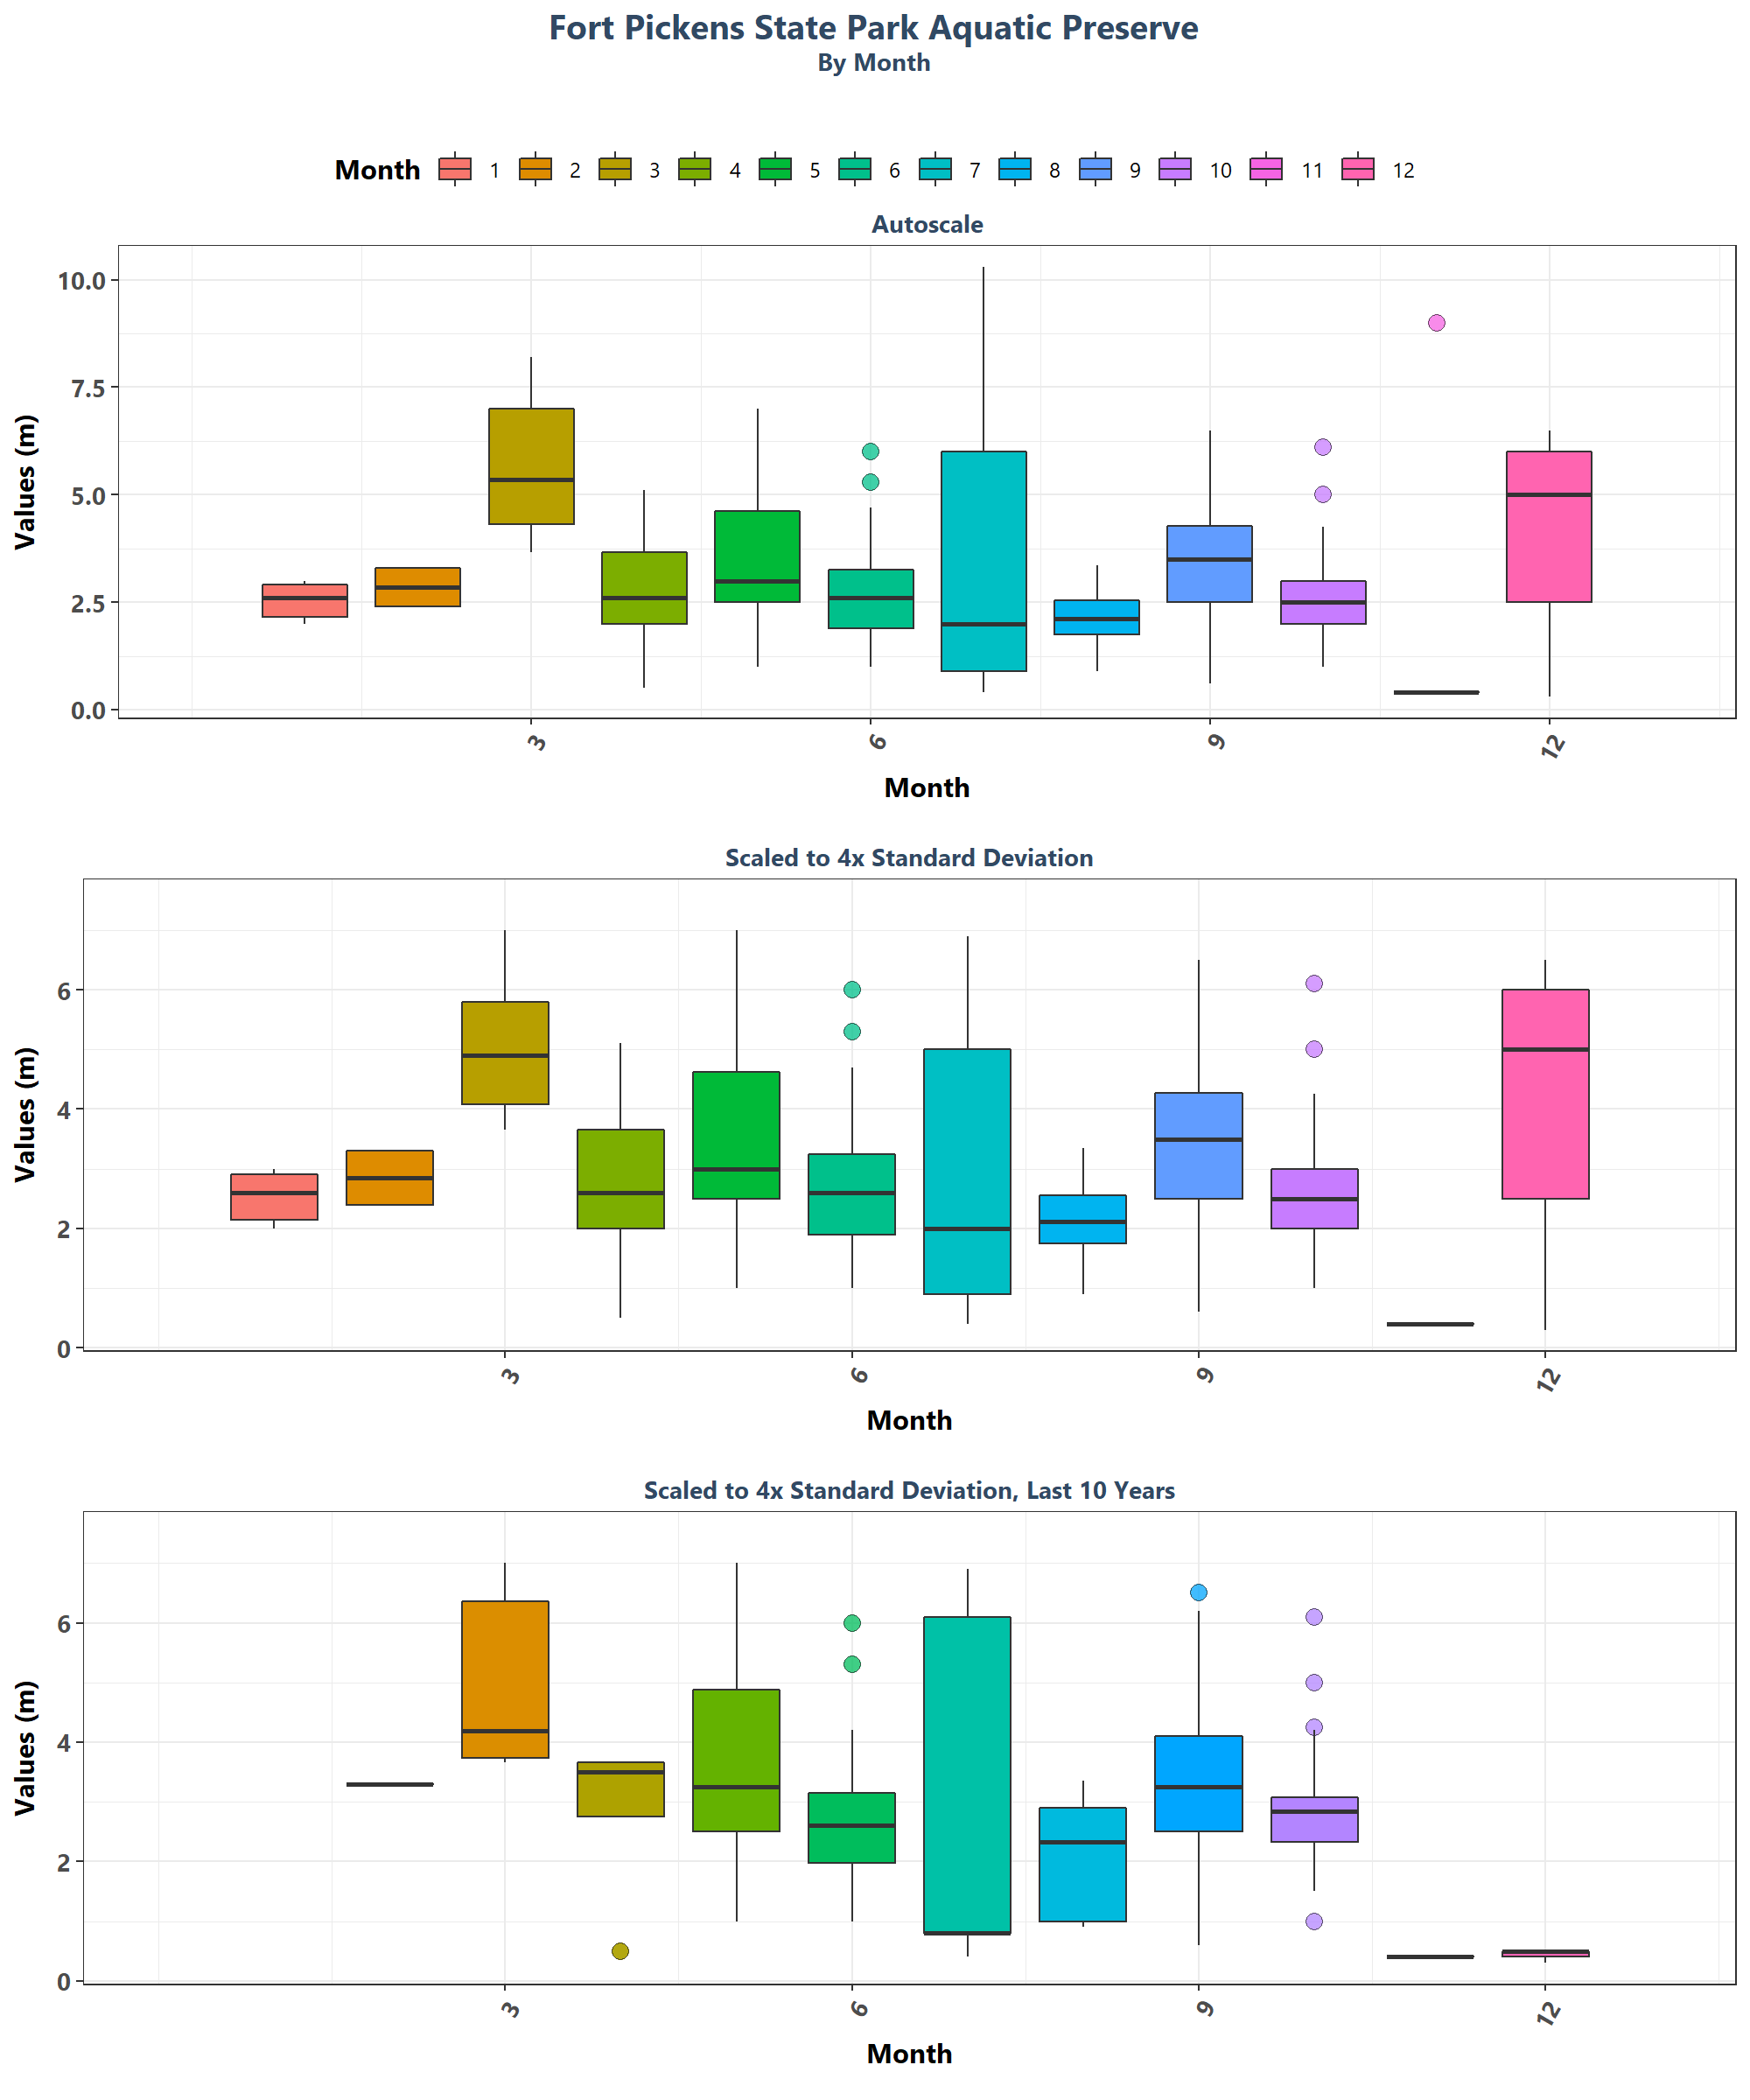 Fort Pickens State Park Aquatic Preserve
By Month
Month 1 2 3 4 5 6 7 8 9 10 11 12
Autoscale
10.0
7.5
5.0
2.5
0.0
Values (m)
3 6 9 12
Month
Scaled to 4x Standard Deviation
6
4
2
0
Values (m)
3 6 9 12
Month
Scaled to 4x Standard Deviation, Last 10 Years
6
4
2
0
Values (m)
3 6 9 12
Month